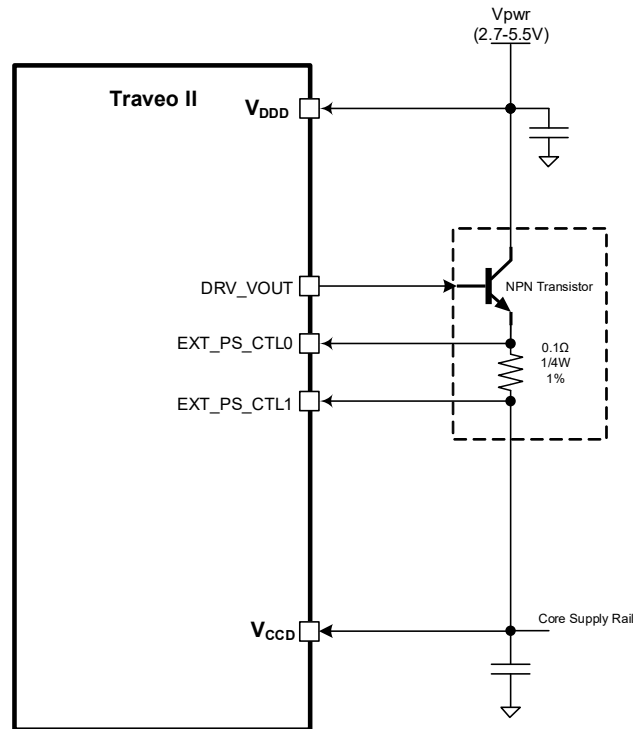 Vpwr
(2.7-5.5V)
Traveo II
VDDD
DRV_VOUT
NPN Transistor
EXT_PS_CTL0
0.1Ω
1/4W
1%
EXT_PS_CTL1
VCCD
Core Supply Rail